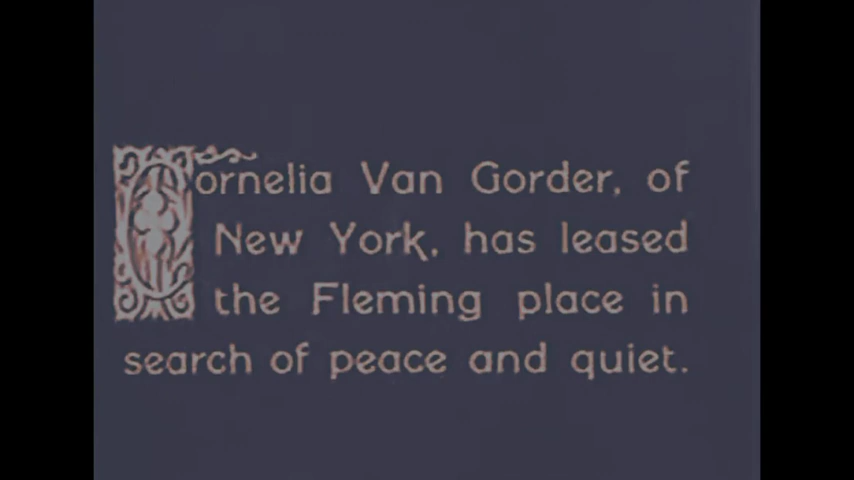 Cornelia Van Gorder, of
New York, has leased
the Fleming place in
search of peace and quiet.